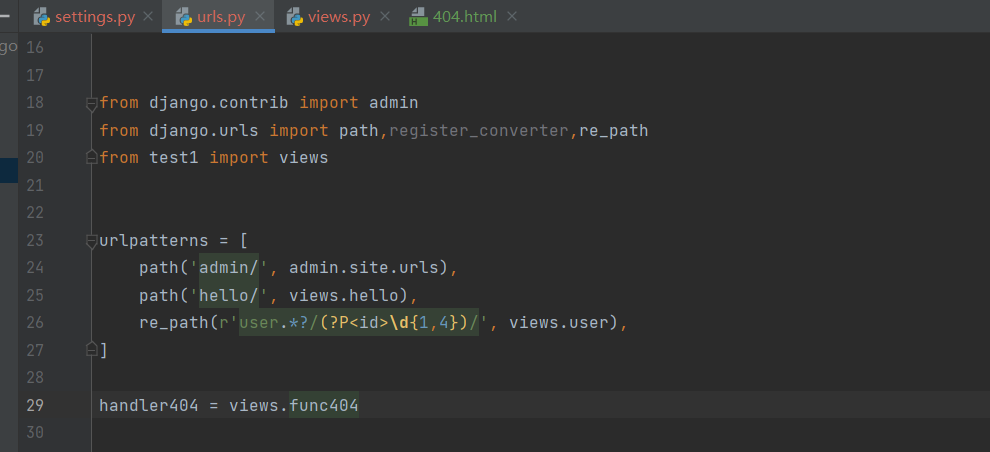 settings.py urls.py views.py 404.html
go
16
17
18 from django.contrib import admin
19 from django.urls import path,register_converter,re_path
20 from test1 import views
21
22
23 urlpatterns = [
24 path('admin/', admin.site.urls),
25 path('hello/', views.hello),
26 re_path(r'user.*?/(?P<id>\d{1,4})/', views.user),
27 ]
28
29 handler404 = views.func404
30